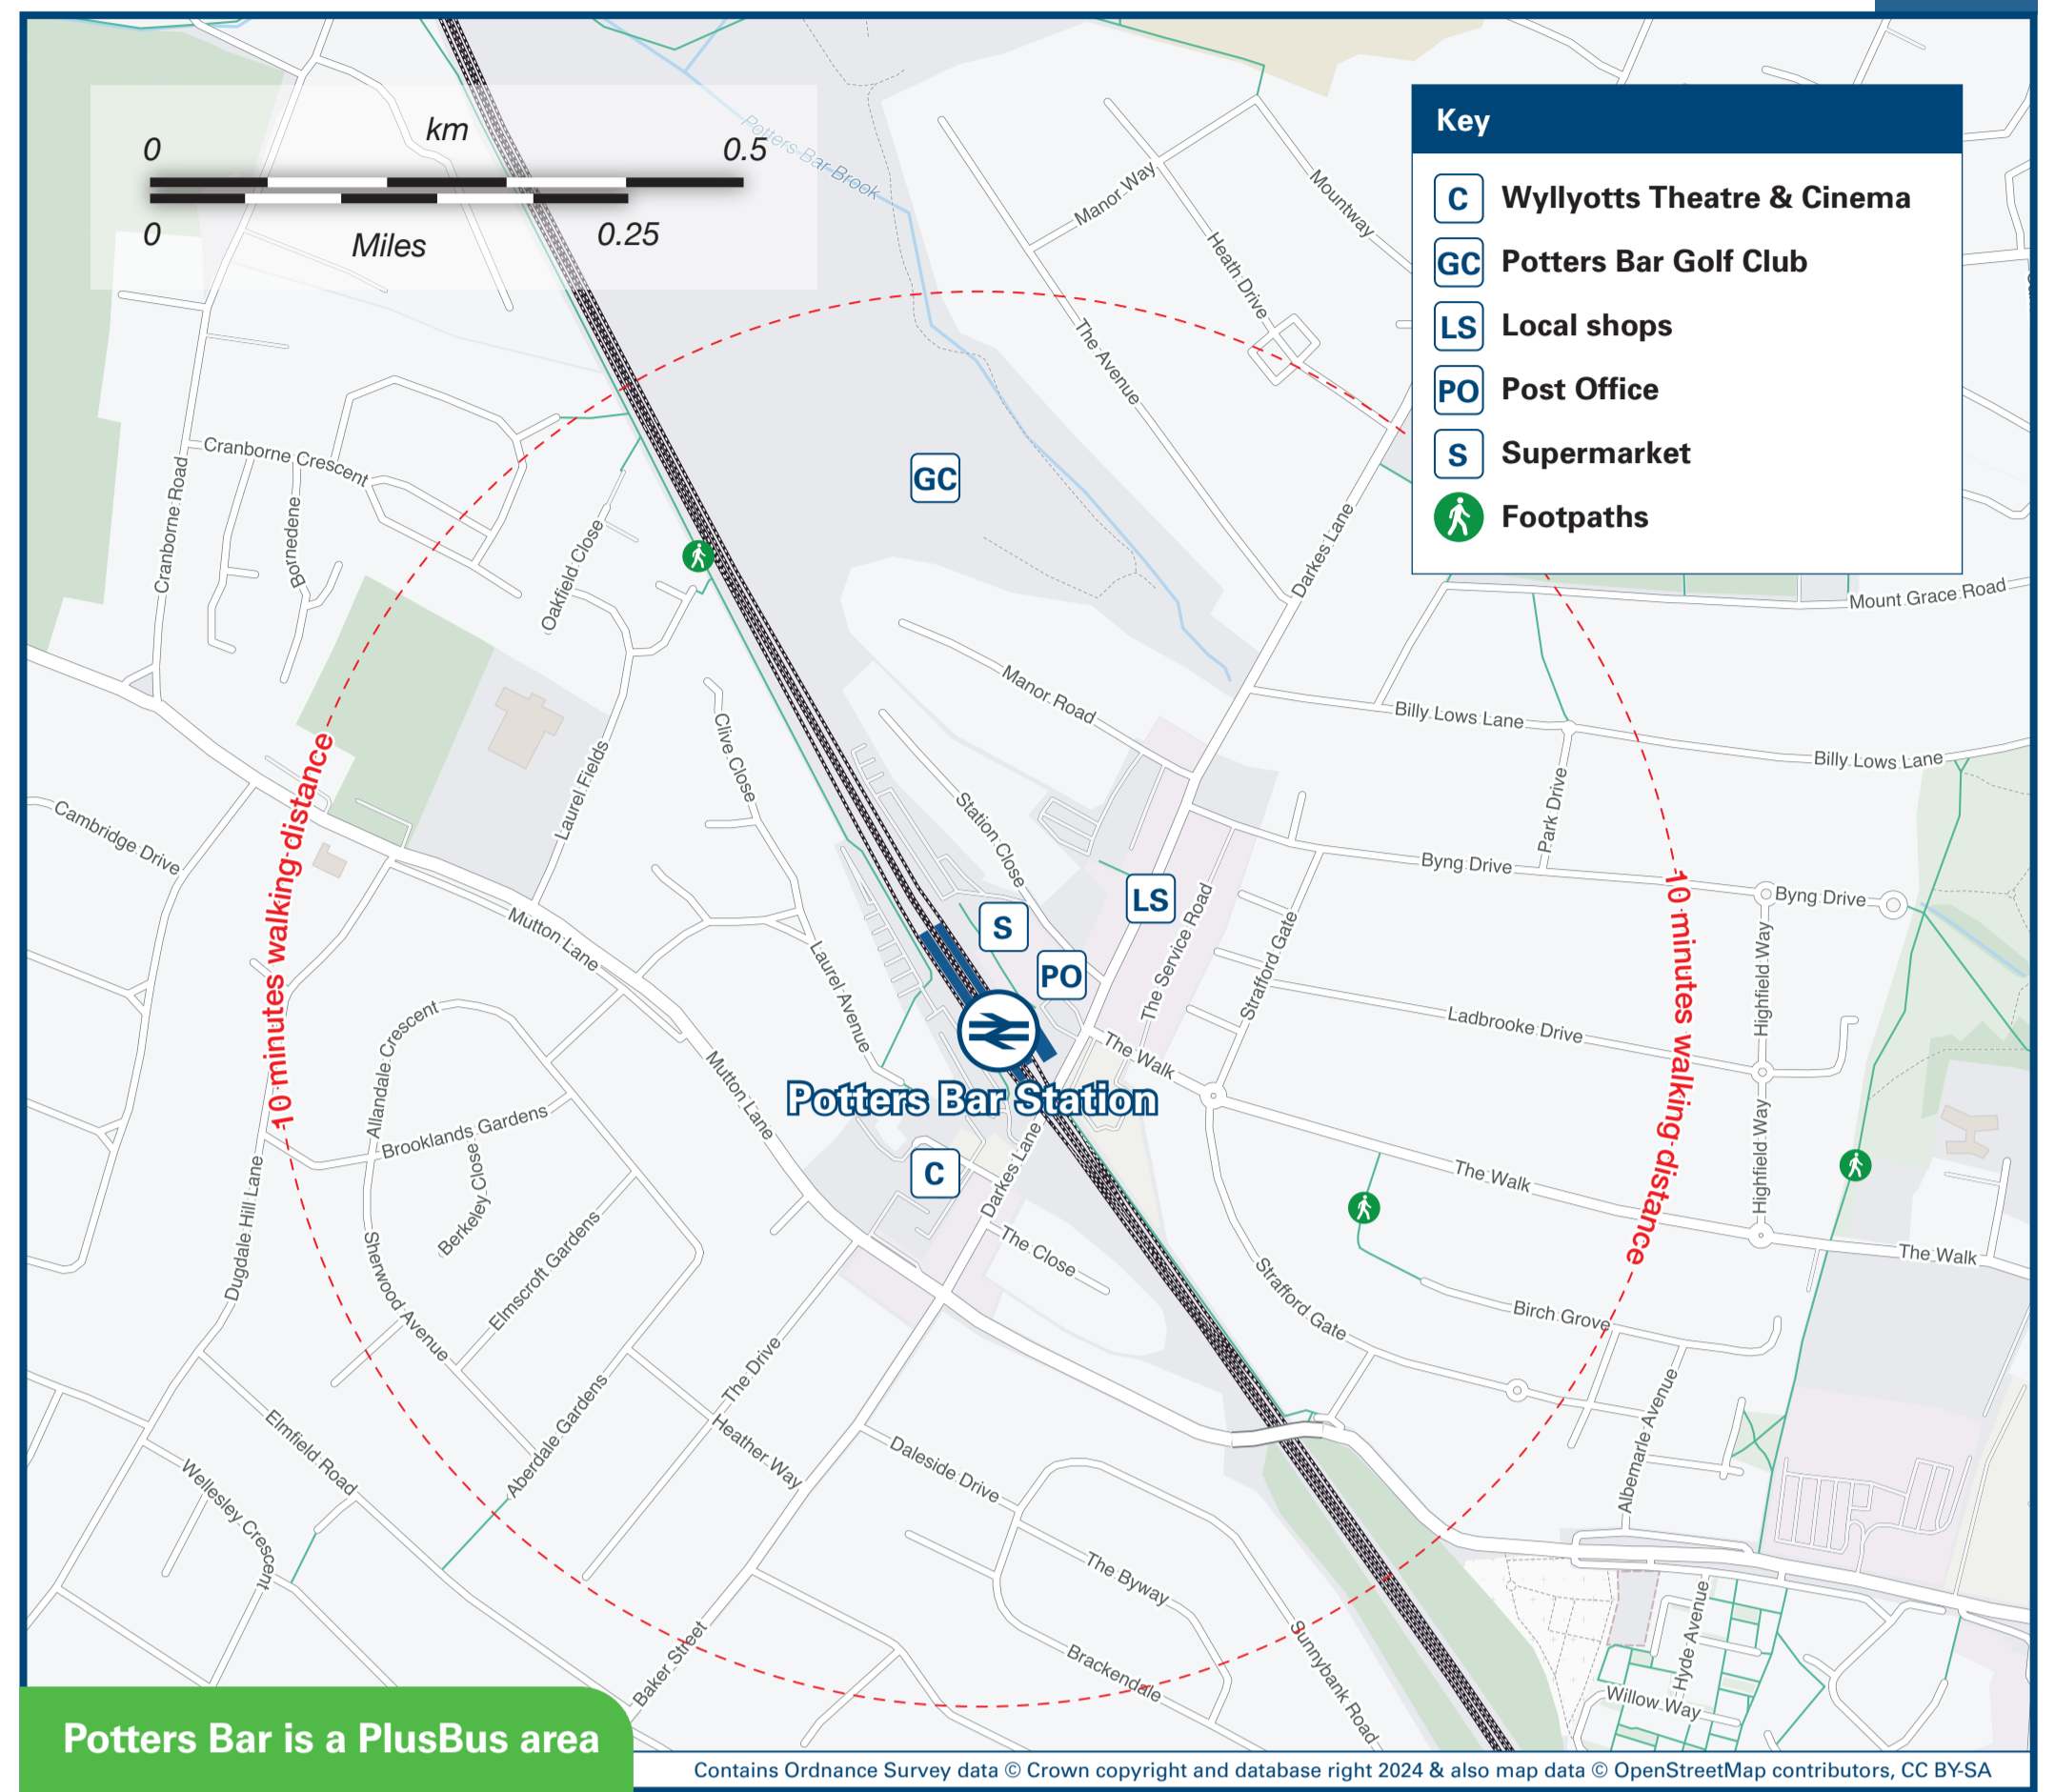 km
0
0.5
0
Miles
0.25
Key
C Wyllyotts Theatre & Cinema
GC Potters Bar Golf Club
LS Local shops
PO Post Office
S Supermarket
Footpaths
Potters Bar Brook
Manor Way
Mountway
Heath Drive
The Avenue
Cranborne Crescent
Cranborne Road
Bornedene
Oakfield Close
GC
Darkes Lane
Mount Grace Road
Manor Road
Billy Lows Lane
Billy Lows Lane
Clive Close
Laurel Fields
Cambridge Drive
10 minutes walking distance
Station Close
Park Drive
Byng Drive
Byng Drive
LS
S
PO
The Service Road
Strafford Gate
Highfield Way
10 minutes walking distance
Mutton Lane
Laurel Avenue
Ladbrooke Drive
Allandale Crescent
Mutton Lane
The Walk
Potters Bar Station
Brooklands Gardens
Berkeley Close
C
Darkes Lane
The Walk
Highfield Way
The Walk
Dugdale Hill Lane
Sherwood Avenue
Elmscroft Gardens
The Close
Strafford Gate
Birch Grove
The Drive
Albemarle Avenue
Elmfield Road
Aberdale Gardens
Heather Way
Daleside Drive
Wellesley Crescent
The Byway
Baker Street
Brackendale
Sunnybank Road
Hyde Avenue
Willow Way
Potters Bar is a PlusBus area
Contains Ordnance Survey data © Crown copyright and database right 2024 & also map data © OpenStreetMap contributors, CC BY-SA